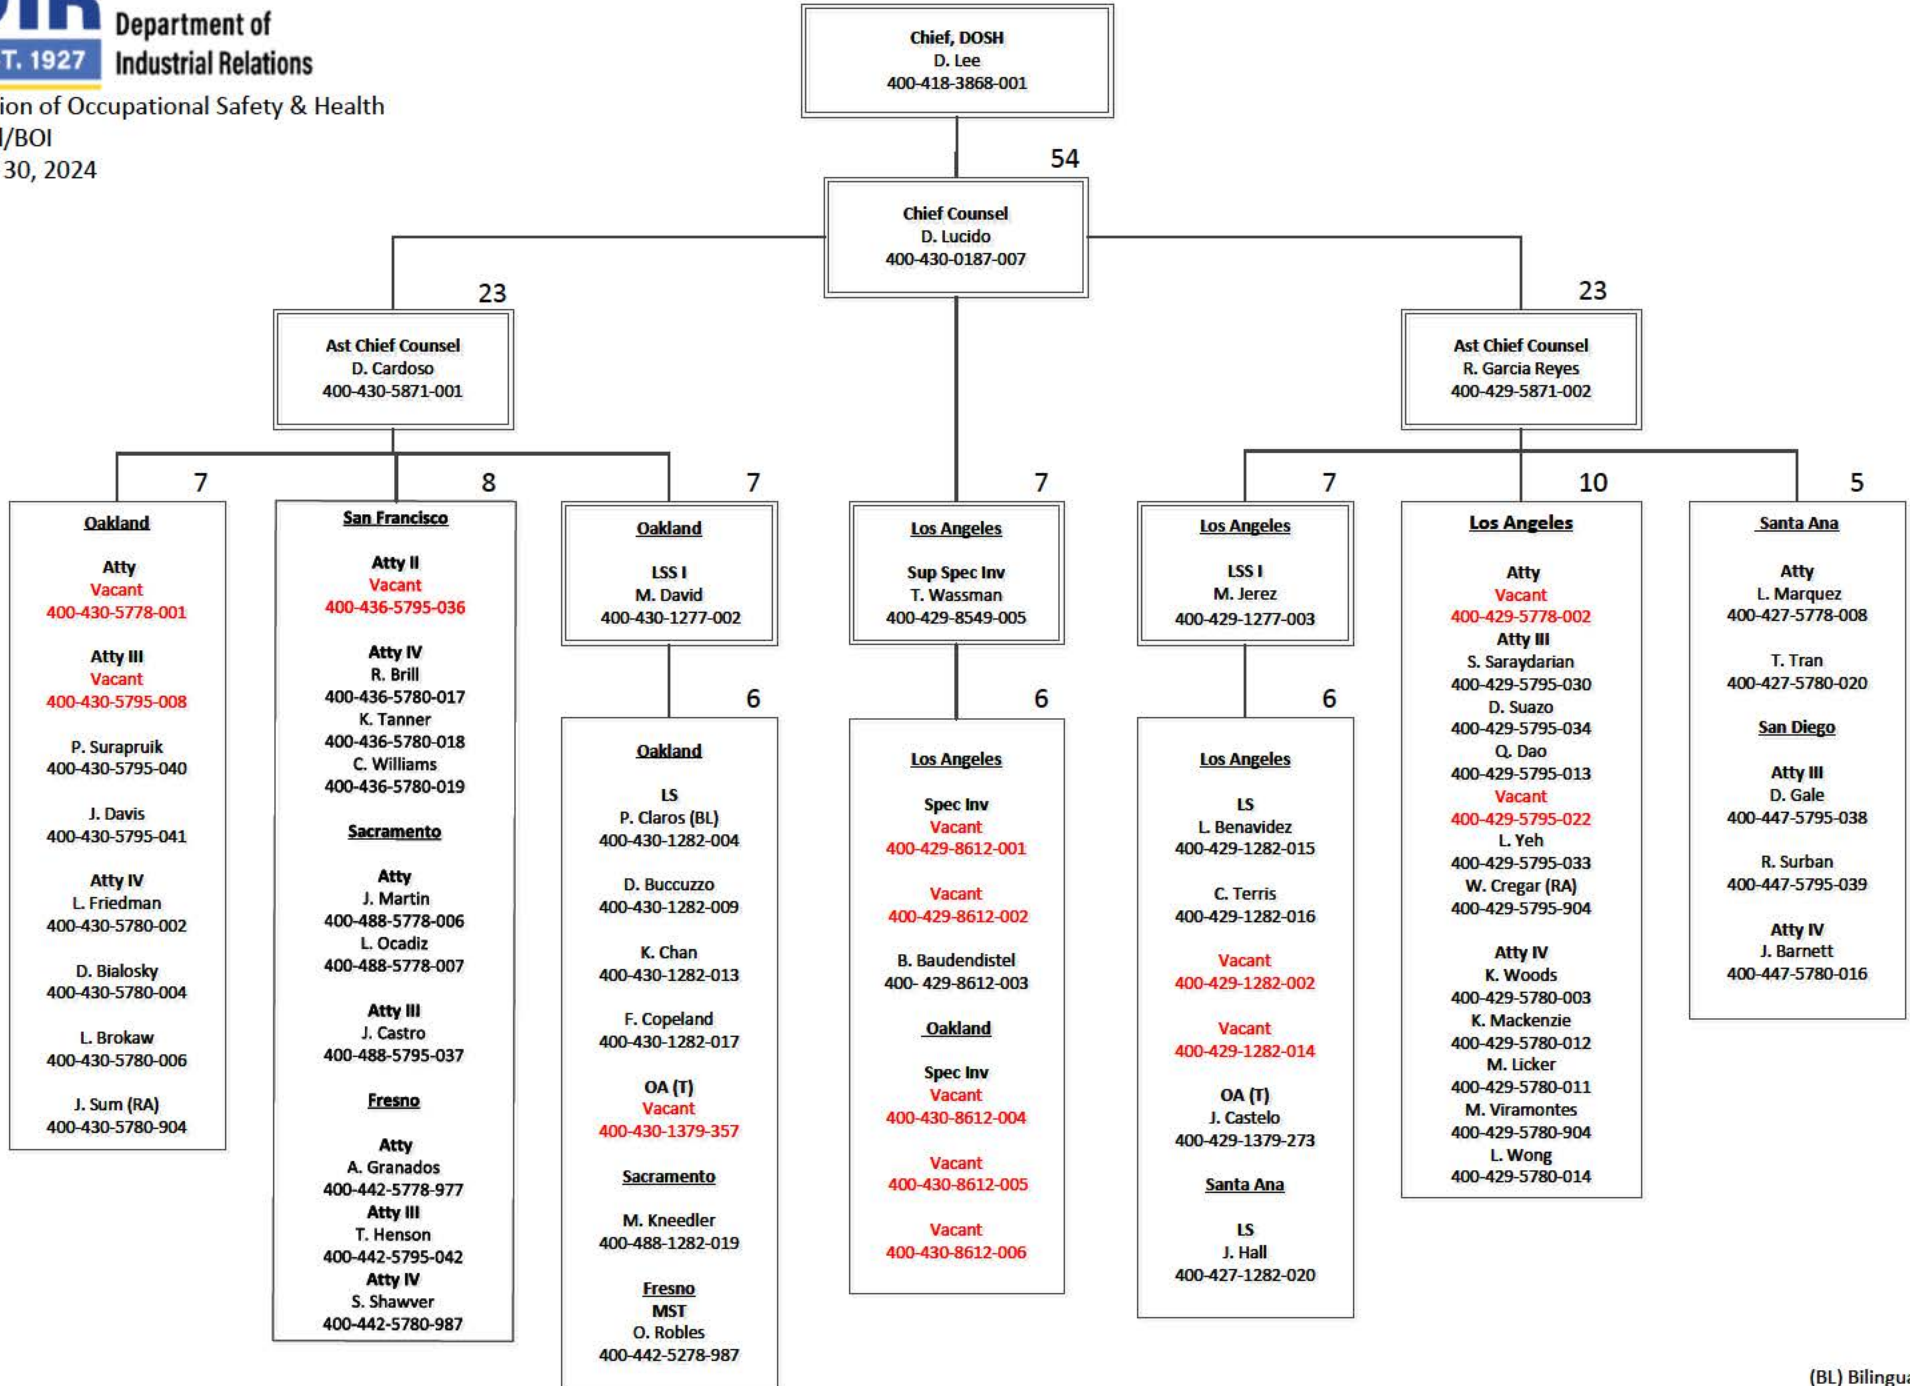 T. 1927
Department of
Industrial Relations
ion of Occupational Safety & Health
/BOI
30, 2024
Chief, DOSH
D. Lee
400-418-3868-001
54
Chief Counsel
D. Lucido
400-430-0187-007
23
Ast Chief Counsel
D. Cardoso
400-430-5871-001
23
Ast Chief Counsel
R. Garcia Reyes
400-429-5871-002
7
Oakland
Atty
Vacant
400-430-5778-001
Atty III
Vacant
400-430-5795-008
P. Surapruik
400-430-5795-040
J. Davis
400-430-5795-041
Atty IV
L. Friedman
400-430-5780-002
D. Bialosky
400-430-5780-004
L. Brokaw
400-430-5780-006
J. Sum (RA)
400-430-5780-904
8
San Francisco
Atty II
Vacant
400-436-5795-036
Atty IV
R. Brill
400-436-5780-017
K. Tanner
400-436-5780-018
C. Williams
400-436-5780-019
Sacramento
Atty
J. Martin
400-488-5778-006
L. Ocadiz
400-488-5778-007
Atty III
J. Castro
400-488-5795-037
Fresno
Atty
A. Granados
400-442-5778-977
Atty III
T. Henson
400-442-5795-042
Atty IV
S. Shawver
400-442-5780-987
7
Oakland
LSS I
M. David
400-430-1277-002
6
Oakland
LS
P. Claros (BL)
400-430-1282-004
D. Buccuzzo
400-430-1282-009
K. Chan
400-430-1282-013
F. Copeland
400-430-1282-017
OA (T)
Vacant
400-430-1379-357
Sacramento
M. Kneedler
400-488-1282-019
Fresno
MST
O. Robles
400-442-5278-987
7
Los Angeles
Sup Spec Inv
T. Wassman
400-429-8549-005
6
Los Angeles
Spec Inv
Vacant
400-429-8612-001
Vacant
400-429-8612-002
B. Baudendistel
400- 429-8612-003
Oakland
Spec Inv
Vacant
400-430-8612-004
Vacant
400-430-8612-005
Vacant
400-430-8612-006
7
Los Angeles
LSS I
M. Jerez
400-429-1277-003
6
Los Angeles
LS
L. Benavidez
400-429-1282-015
C. Terris
400-429-1282-016
Vacant
400-429-1282-002
Vacant
400-429-1282-014
OA (T)
J. Castelo
400-429-1379-273
Santa Ana
LS
J. Hall
400-427-1282-020
10
Los Angeles
Atty
Vacant
400-429-5778-002
Atty III
S. Saraydarian
400-429-5795-030
D. Suazo
400-429-5795-034
Q. Dao
400-429-5795-013
Vacant
400-429-5795-022
L. Yeh
400-429-5795-033
W. Cregar (RA)
400-429-5795-904
Atty IV
K. Woods
400-429-5780-003
K. Mackenzie
400-429-5780-012
M. Licker
400-429-5780-011
M. Viramontes
400-429-5780-904
L. Wong
400-429-5780-014
5
Santa Ana
Atty
L. Marquez
400-427-5778-008
T. Tran
400-427-5780-020
San Diego
Atty III
D. Gale
400-447-5795-038
R. Surban
400-447-5795-039
Atty IV
J. Barnett
400-447-5780-016
(BL) Bilingua